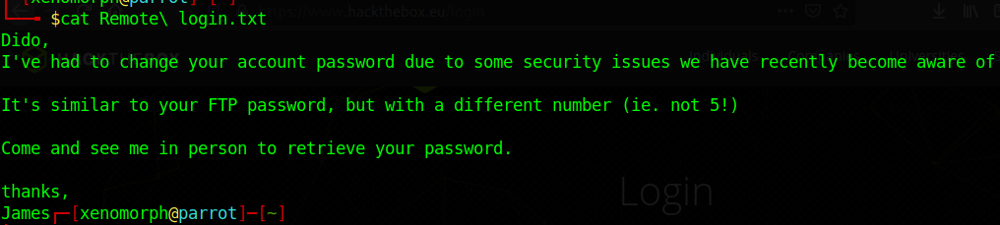 [xenomorph@parrot]-[~]
$cat Remote\ login.txt
Dido,
I've had to change your account password due to some security issues we have recently become aware of
It's similar to your FTP password, but with a different number (ie. not 5!)
Come and see me in person to retrieve your password.
Login
thanks,
James┌─[xenomorph@parrot]─[~]